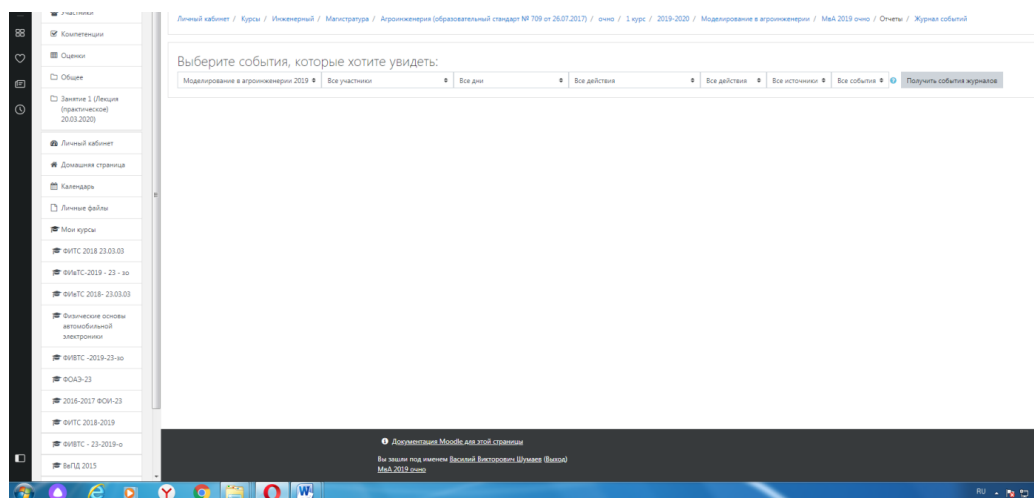 Участники
Компетенции
Оценки
Общее
Занятие 1 (Лекция
(практическое)
20.03.2020)
Личный кабинет
Домашняя страница
Календарь
Личные файлы
Мои курсы
ФИТС 2018 23.03.03
ФИвТС-2019 - 23 - зо
ФИвТС 2018- 23.03.03
Физические основы
автомобильной
электроники
ФИВТС -2019-23-зо
ФОАЭ-23
2016-2017 ФОИ-23
ФИТС 2018-2019
ФИВТС - 23-2019-о
ВвПД 2015
Личный кабинет / Курсы / Инженерный / Магистратура / Агроинженерия (образовательный стандарт № 709 от 26.07.2017) / очно / 1 курс / 2019-2020 / Моделирование в агроинженерии / МвА 2019 очно / Отчеты / Журнал событий
Выберите события, которые хотите увидеть:
Моделирование в агроинженерии 2019 Все участники Все дни Все действия Все действия Все источники Все события Получить события журналов
Документация Moodle для этой страницы
Вы зашли под именем Василий Викторович Шумаев (Выход)
МвА 2019 очно
RU